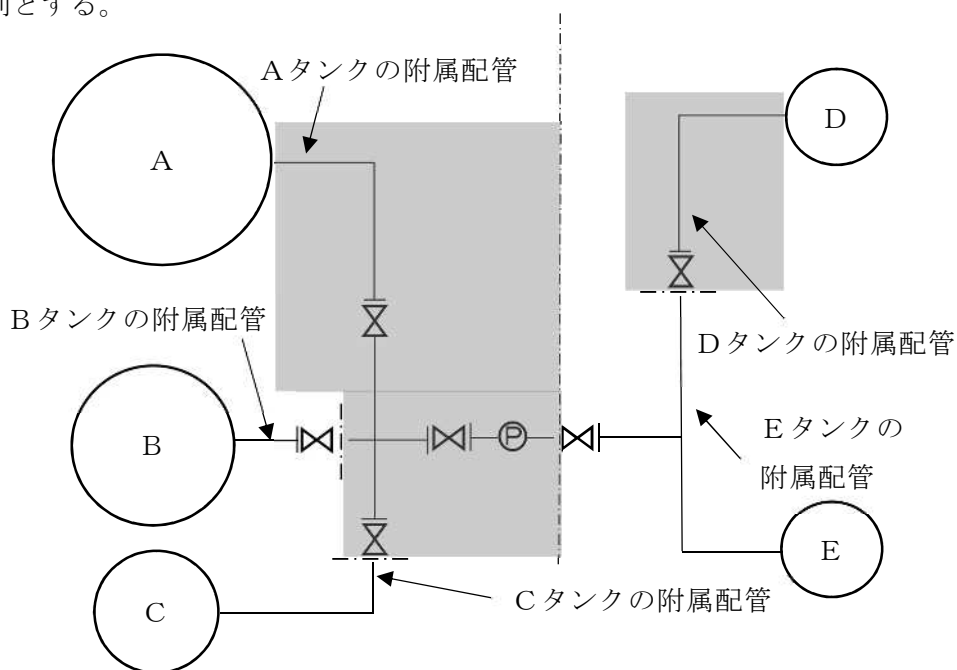 则とする。
Ａタンクの附属配管
Ａ
Ｄ
Ｂタンクの附属配管
Ｄタンクの附属配管
Ｂ
Ｐ
Ｅタンクの
附属配管
Ｅ
Ｃタンクの附属配管
Ｃ